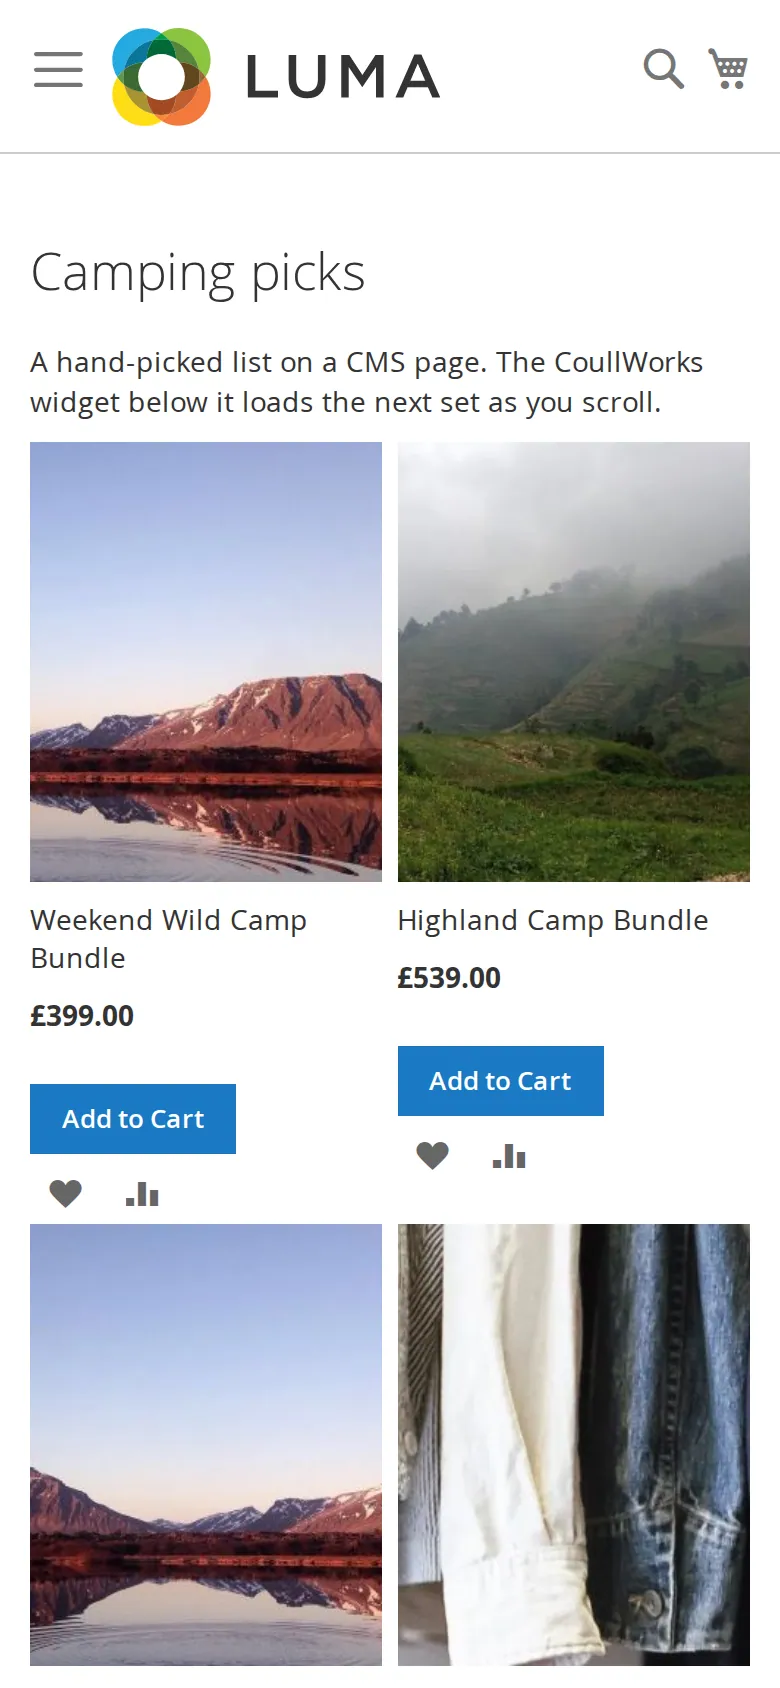 LUMA
Camping picks
A hand-picked list on a CMS page. The CoullWorks
widget below it loads the next set as you scroll.
Weekend Wild Camp
Bundle
£399.00
Add to Cart
Highland Camp Bundle
£539.00
Add to Cart